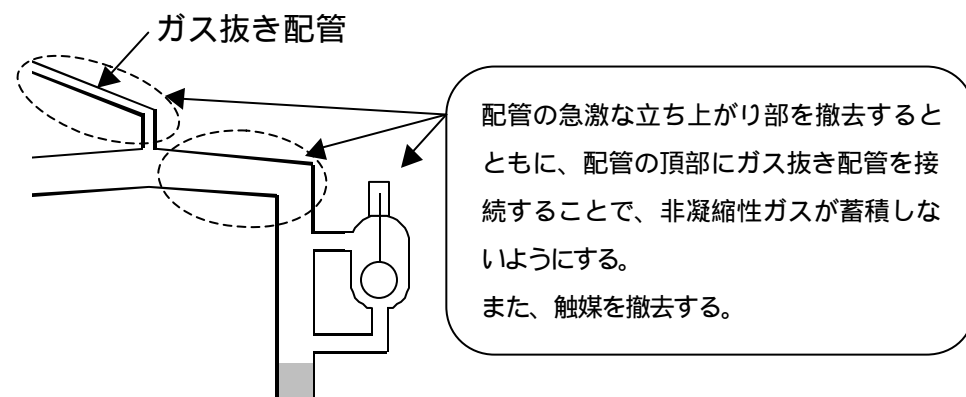 ガス抜き配管
配管の急激な立ち上がり部を撤去すると
ともに、配管の頂部にガス抜き配管を接
続することで、非凝縮性ガスが蓄積しな
いようにする。
また、触媒を撤去する。